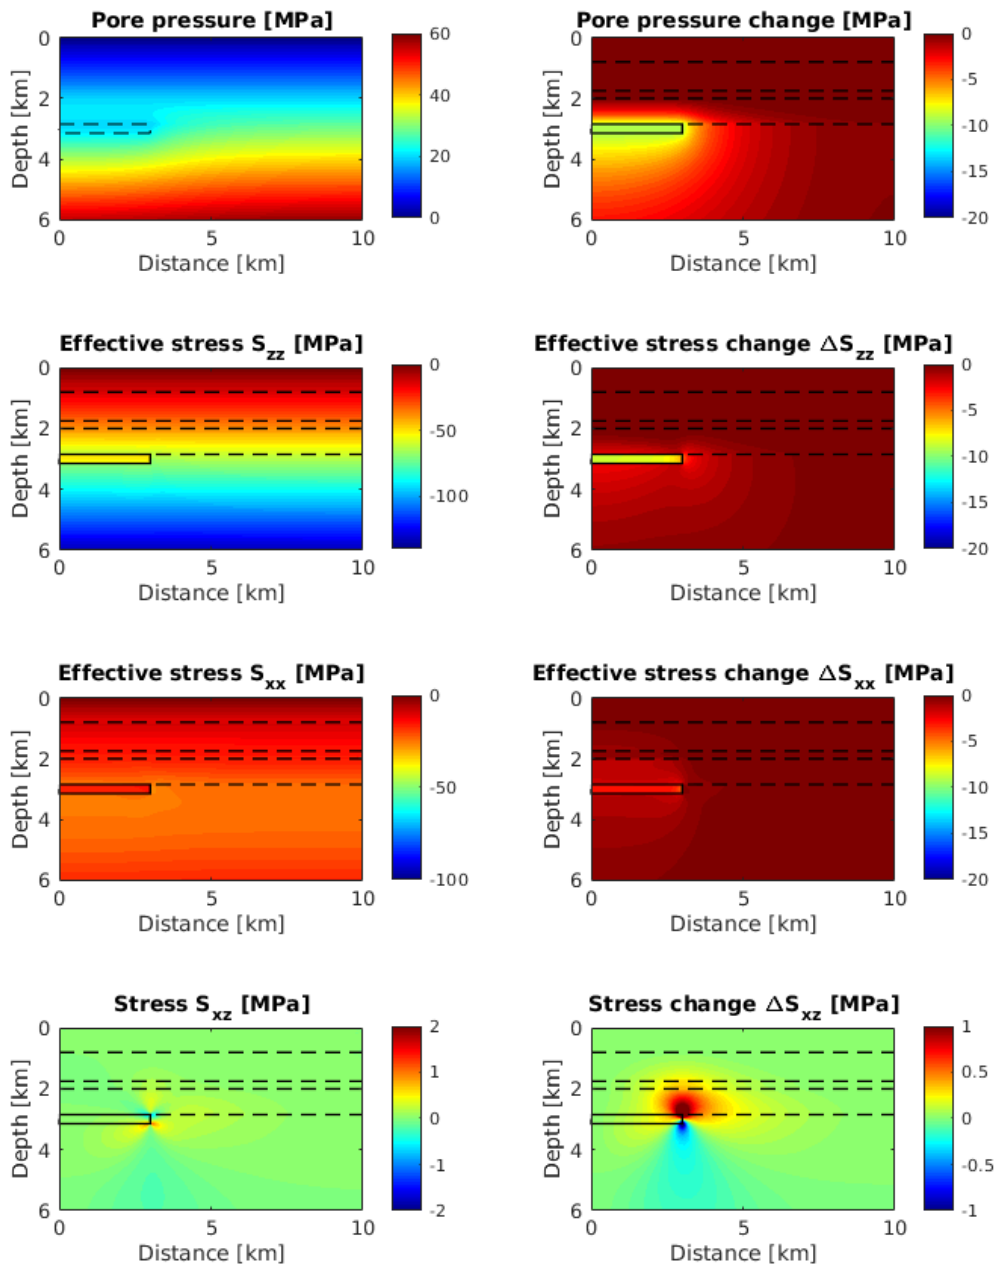 Pore pressure [MPa]
0
2
4
6
Depth [km]
0 5 10
Distance [km]
60
40
20
0
Pore pressure change [MPa]
0
2
4
6
Depth [km]
0 5 10
Distance [km]
0
-5
-10
-15
-20
Effective stress Szz [MPa]
0
2
4
6
Depth [km]
0 5 10
Distance [km]
0
-50
-100
Effective stress change ΔSzz [MPa]
0
2
4
6
Depth [km]
0 5 10
Distance [km]
0
-5
-10
-15
-20
Effective stress Sxx [MPa]
0
2
4
6
Depth [km]
0 5 10
Distance [km]
0
-50
-100
Effective stress change ΔSxx [MPa]
0
2
4
6
Depth [km]
0 5 10
Distance [km]
0
-5
-10
-15
-20
Stress Sxz [MPa]
0
2
4
6
Depth [km]
0 5 10
Distance [km]
2
1
0
-1
-2
Stress change ΔSxz [MPa]
0
2
4
6
Depth [km]
0 5 10
Distance [km]
1
0.5
0
-0.5
-1